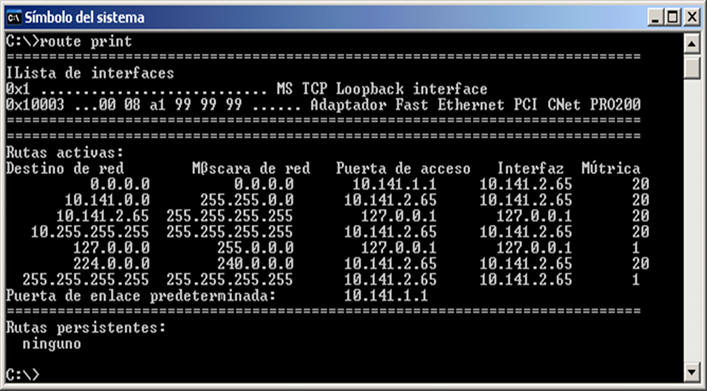 Símbolo del sistema
C:\>route print
===========================================================================
ILista de interfaces
0x1 ........................... MS TCP Loopback interface
0x10003 ...00 08 a1 99 99 99 ...... Adaptador Fast Ethernet PCI CNet PRO200
===========================================================================
===========================================================================
Rutas activas:
Destino de red        Mβscara de red   Puerta de acceso   Interfaz  Mútrica
0.0.0.0          0.0.0.0       10.141.1.1     10.141.2.65      20
10.141.0.0      255.255.0.0      10.141.2.65     10.141.2.65      20
10.141.2.65  255.255.255.255        127.0.0.1       127.0.0.1      20
10.255.255.255  255.255.255.255      10.141.2.65     10.141.2.65      20
127.0.0.0        255.0.0.0        127.0.0.1       127.0.0.1      1
224.0.0.0        240.0.0.0      10.141.2.65     10.141.2.65      20
255.255.255.255  255.255.255.255      10.141.2.65     10.141.2.65      1
Puerta de enlace predeterminada:        10.141.1.1
===========================================================================
Rutas persistentes:
ninguno
C:\>